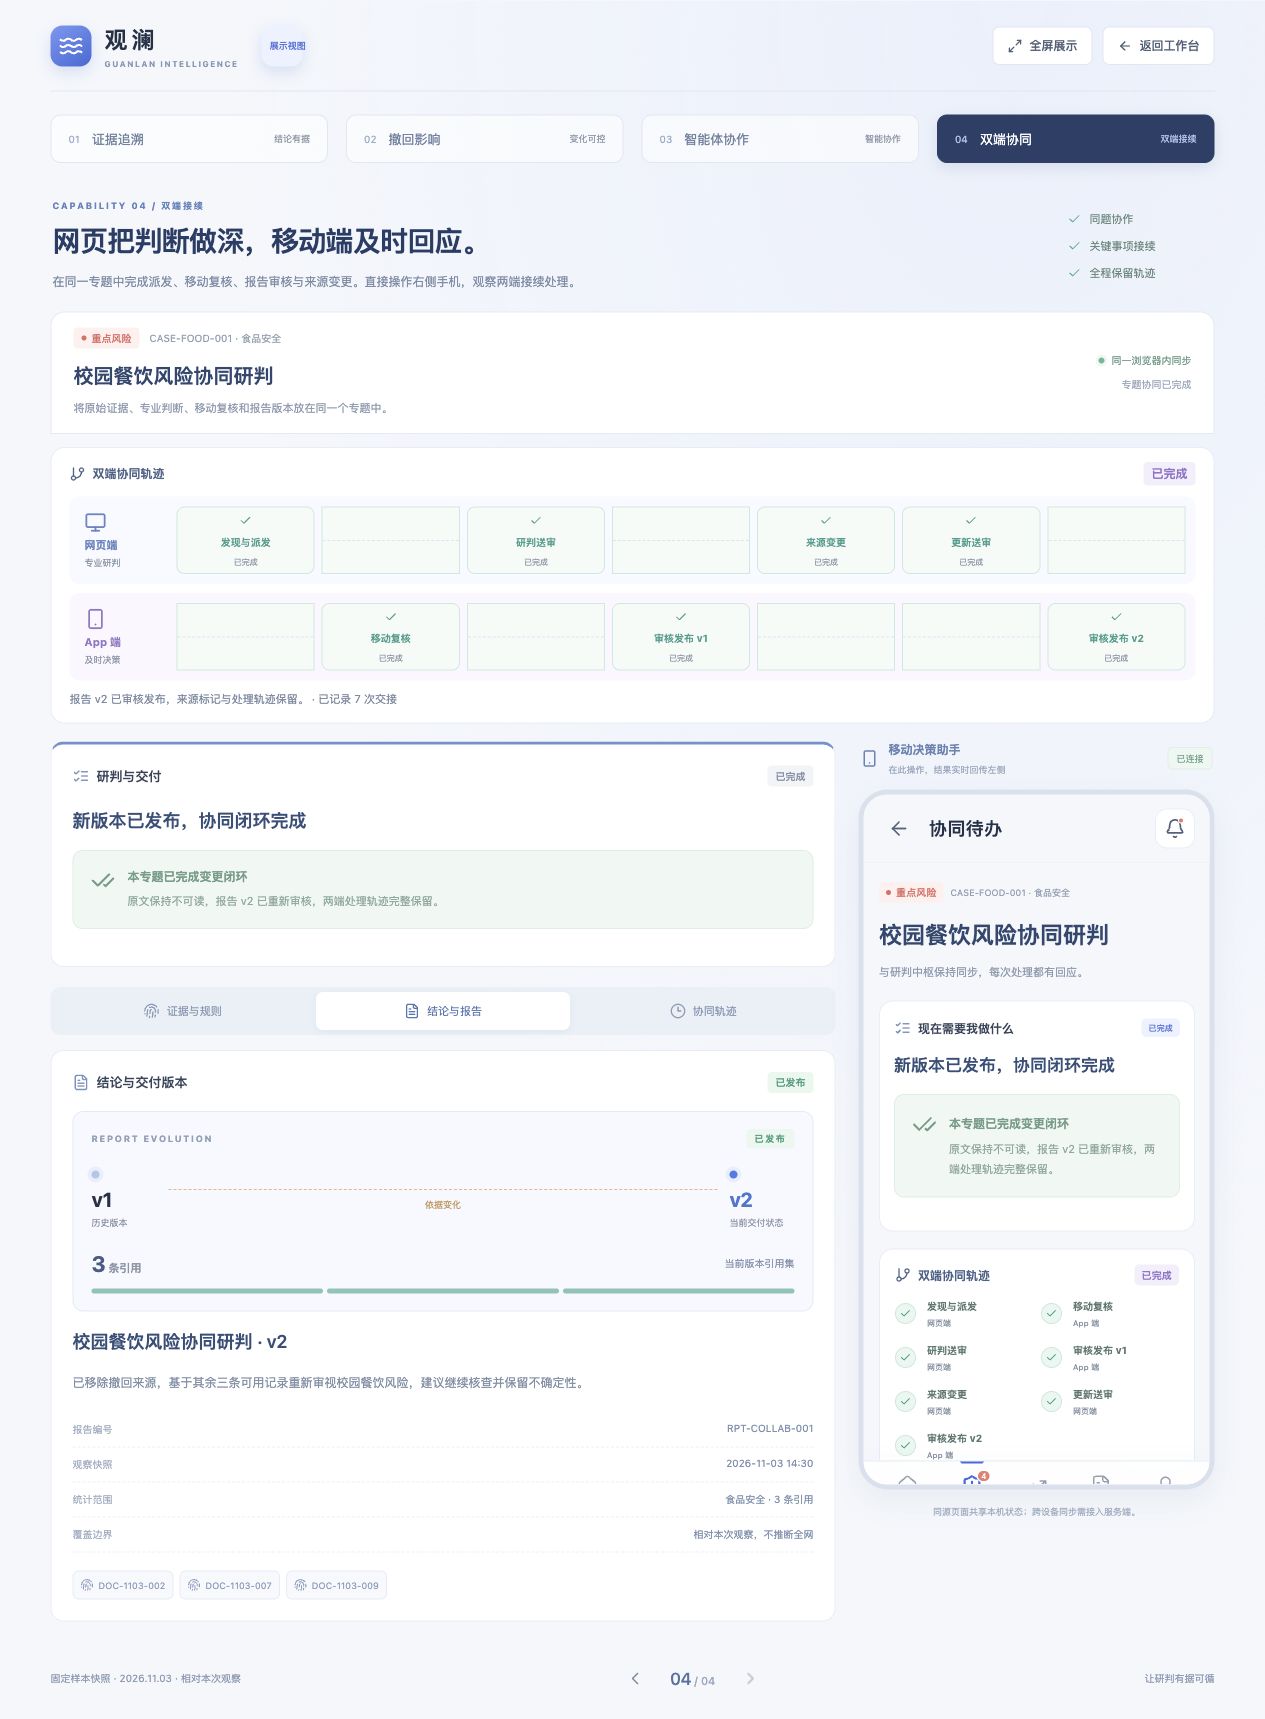 观澜
GUANLAN INTELLIGENCE
展示视图
全屏展示
返回工作台
01 证据追溯 结论有据
02 撤回影响 变化可控
03 智能体协作 智能协作
04 双端协同 双端接续
CAPABILITY 04 / 双端接续
网页把判断做深，移动端及时回应。
在同一专题中完成派发、移动复核、报告审核与来源变更。直接操作右侧手机，观察两端接续处理。
同题协作
关键事项接续
全程保留轨迹
重点风险 CASE-FOOD-001 · 食品安全
校园餐饮风险协同研判
将原始证据、专业判断、移动复核和报告版本放在同一个专题中。
同一浏览器内同步
专题协同已完成
双端协同轨迹
已完成
网页端
专业研判
发现与派发
已完成
研判送审
已完成
来源变更
已完成
更新送审
已完成
App 端
及时决策
移动复核
已完成
审核发布 v1
已完成
审核发布 v2
已完成
报告 v2 已审核发布，来源标记与处理轨迹保留。 · 已记录 7 次交接
研判与交付
已完成
新版本已发布，协同闭环完成
本专题已完成变更闭环
原文保持不可读，报告 v2 已重新审核，两端处理轨迹完整保留。
证据与规则
结论与报告
协同轨迹
结论与交付版本
已发布
REPORT EVOLUTION
已发布
v1
历史版本
依据变化
v2
当前交付状态
3 条引用
当前版本引用集
校园餐饮风险协同研判 · v2
已移除撤回来源，基于其余三条可用记录重新审视校园餐饮风险，建议继续核查并保留不确定性。
报告编号 RPT-COLLAB-001
观察快照 2026-11-03 14:30
统计范围 食品安全 · 3 条引用
覆盖边界 相对本次观察，不推断全网
DOC-1103-002
DOC-1103-007
DOC-1103-009
移动决策助手
在此操作，结果实时回传左侧
已连接
协同待办
重点风险 CASE-FOOD-001 · 食品安全
校园餐饮风险协同研判
与研判中枢保持同步，每次处理都有回应。
现在需要我做什么
已完成
新版本已发布，协同闭环完成
本专题已完成变更闭环
原文保持不可读，报告 v2 已重新审核，两
端处理轨迹完整保留。
双端协同轨迹
已完成
发现与派发
网页端
移动复核
App 端
研判送审
网页端
审核发布 v1
App 端
来源变更
网页端
更新送审
网页端
审核发布 v2
App 端
4
同源页面共享本机状态；跨设备同步需接入服务端。
固定样本快照 · 2026.11.03 · 相对本次观察
04 / 04
让研判有据可循